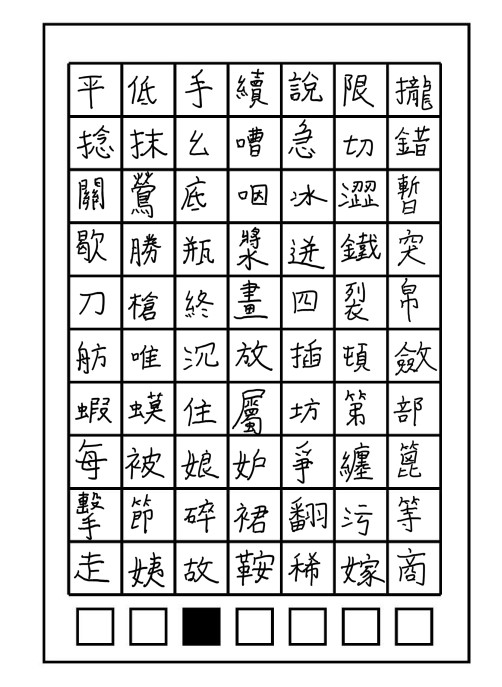 平低手續說限攏
捻抹幺嘈急切錯
關鶯底咽冰澀暫
歇勝瓶漿迸鐵突
刀槍終畫四裂帛
舫唯沉放插頓斂
蝦蟆住屬坊第部
每被娘妒爭纏篦
擊節碎裙翻污等
走姨故鞍稀嫁商